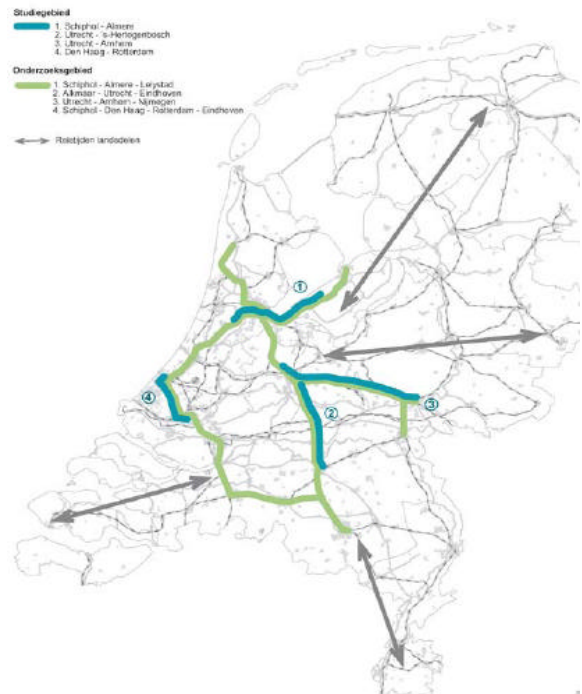 Studiegebied
1. Schiphol - Almere
2. Utrecht - 's-Hertogenbosch
3. Utrecht - Arnhem
4. Den Haag - Rotterdam
Onderzoeksgebied
1. Schiphol - Almere - Lelystad
2. Alkmaar - Utrecht - Eindhoven
3. Utrecht - Arnhem - Nijmegen
4. Schiphol - Den Haag - Rotterdam - Eindhoven
Reistijden landsdelen
1
4
3
2